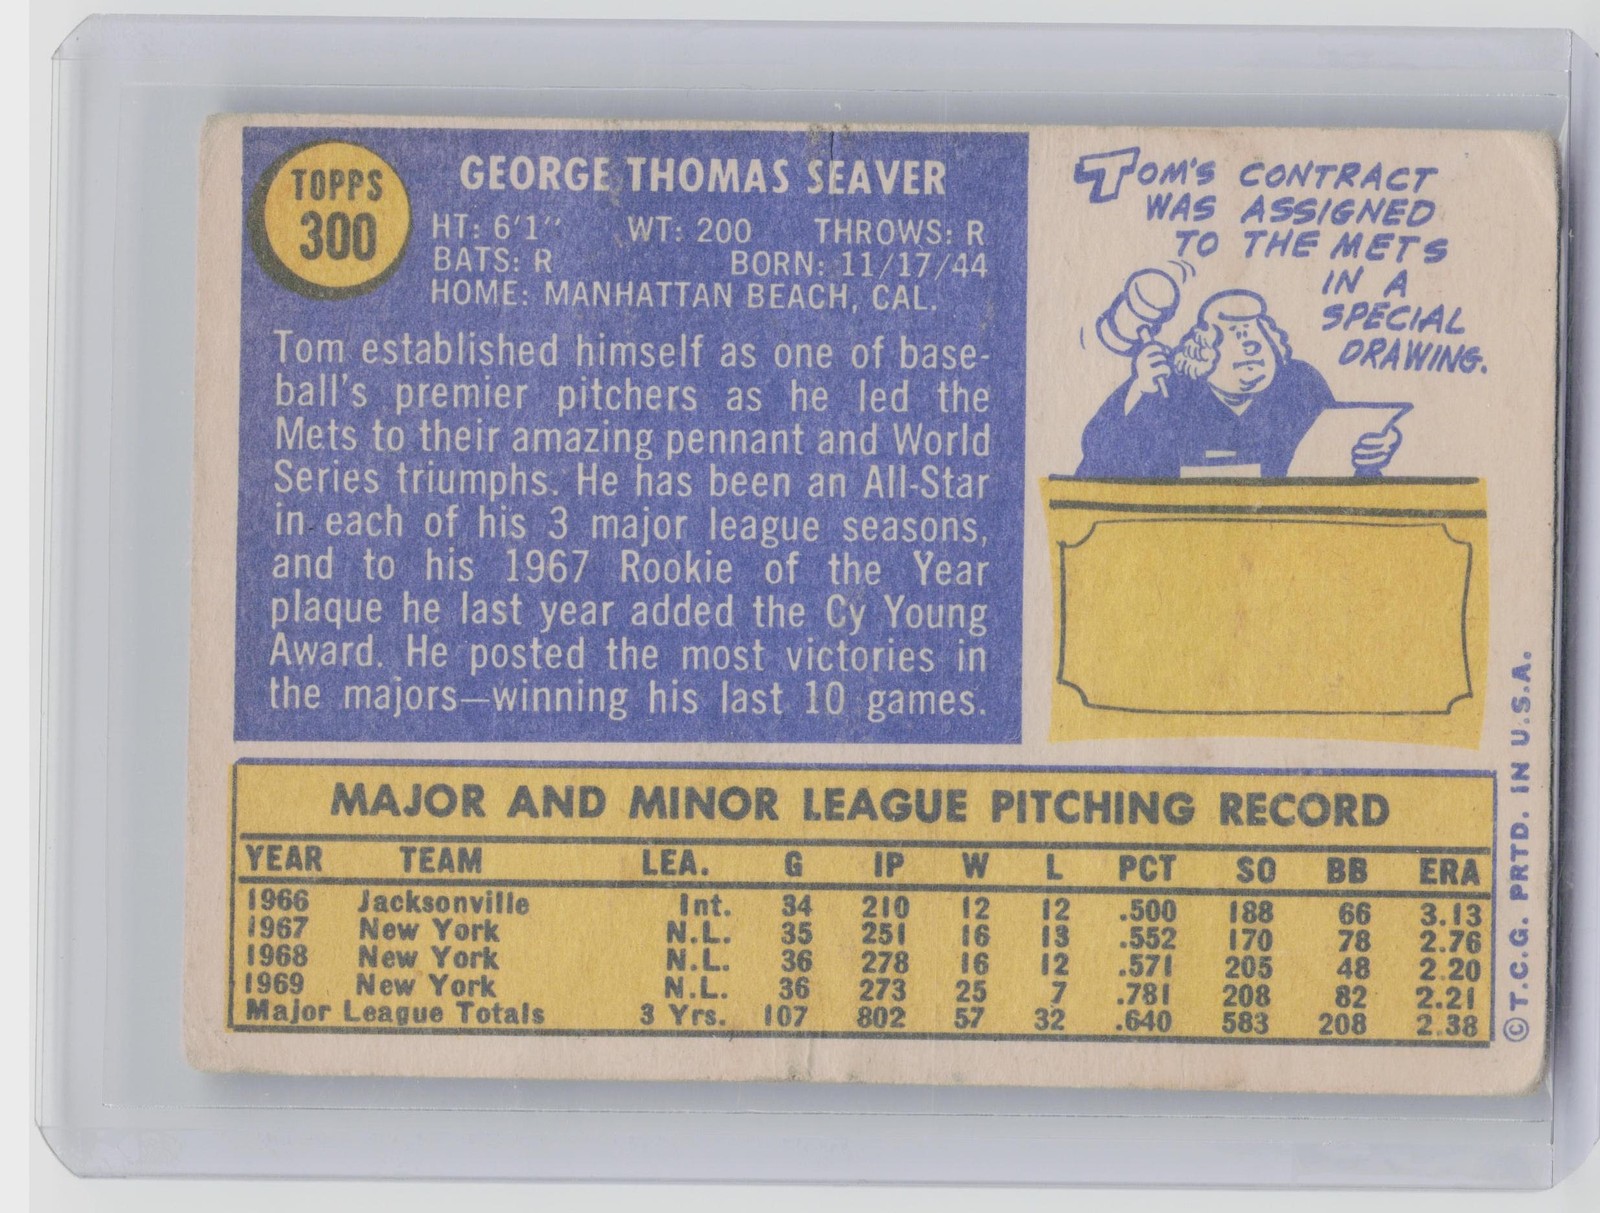 TOPPS
300
GEORGE THOMAS SEAVER
HT: 6'1" WT: 200 THROWS: R
BATS: R BORN: 11/17/44
HOME: MANHATTAN BEACH, CAL.
Tom established himself as one of base-
ball's premier pitchers as he led the
Mets to their amazing pennant and World
Series triumphs. He has been an All-Star
in each of his 3 major league seasons,
and to his 1967 Rookie of the Year
plaque he last year added the Cy Young
Award. He posted the most victories in
the majors—winning his last 10 games.
TOM'S CONTRACT
WAS ASSIGNED
TO THE METS
IN A
SPECIAL
DRAWING.
MAJOR AND MINOR LEAGUE PITCHING RECORD
YEAR TEAM LEA. G IP W L PCT SO BB ERA
1966 Jacksonville Int. 34 210 12 12 .500 188 66 3.13
1967 New York N.L. 35 251 16 13 .552 170 78 2.76
1968 New York N.L. 36 278 16 12 .571 205 48 2.20
1969 New York N.L. 36 273 25 7 .781 208 82 2.21
Major League Totals 3 Yrs. 107 802 57 32 .640 583 208 2.38
©T.C.G. PRTD. IN U.S.A.